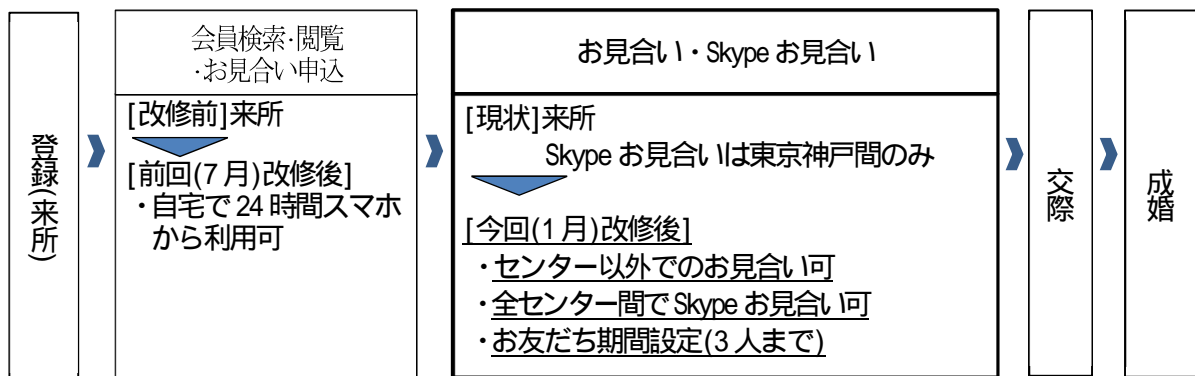 登録(来所)
会員検索･閲覧
･お見合い申込
[改修前]来所
[前回(7月)改修後]
・自宅で24時間スマホ
から利用可
お見合い・Skypeお見合い
[現状]来所
Skypeお見合いは東京神戸間のみ
[今回(1月)改修後]
・センター以外でのお見合い可
・全センター間でSkypeお見合い可
・お友だち期間設定(3人まで)
交際
成婚